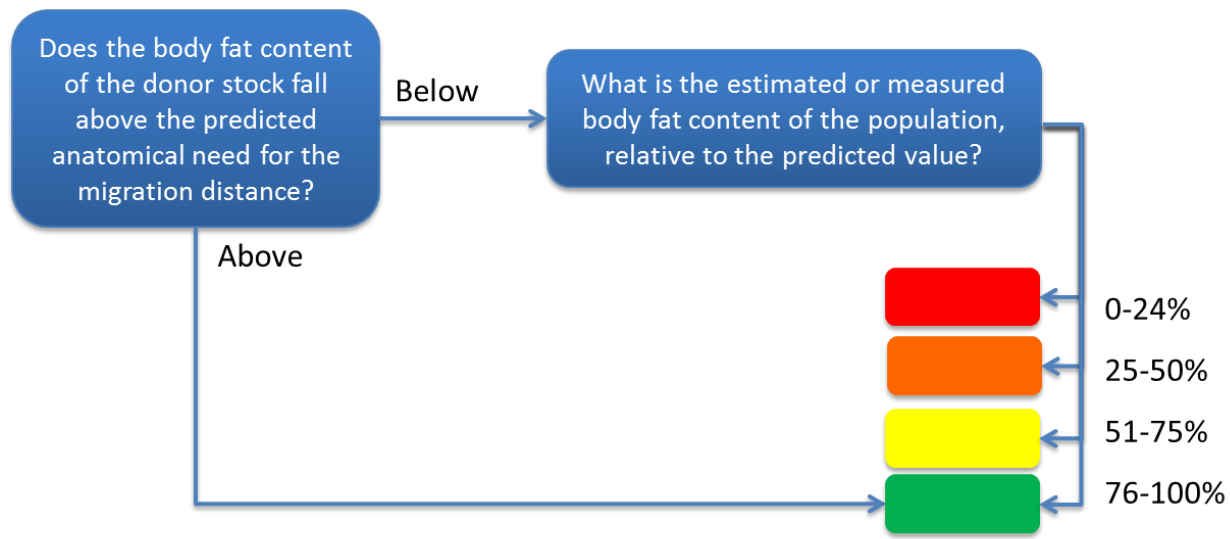 Does the body fat content
of the donor stock fall
above the predicted
anatomical need for the
migration distance?
Below
What is the estimated or measured
body fat content of the population,
relative to the predicted value?
Above
0-24%
25-50%
51-75%
76-100%